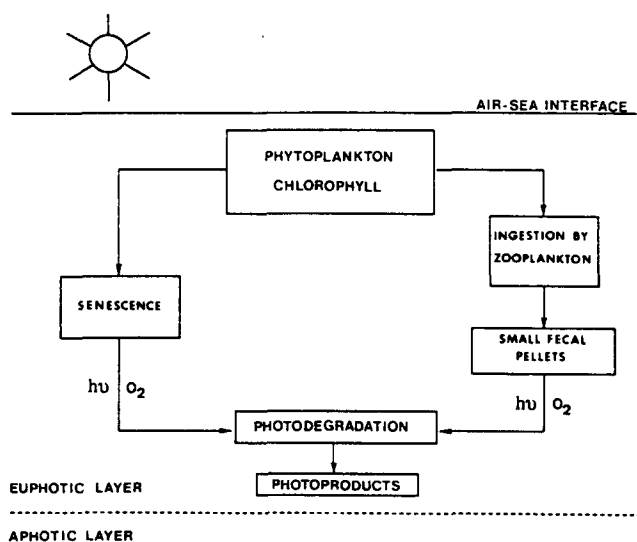 AIR-SEA INTERFACE
PHYTOPLANKTON
CHLOROPHYLL
INGESTION BY
ZOOPLANKTON
SENESCENCE
SMALL FECAL
PELLETS
hυ O₂
hυ O₂
PHOTODEGRADATION
PHOTOPRODUCTS
EUPHOTIC LAYER
APHOTIC LAYER